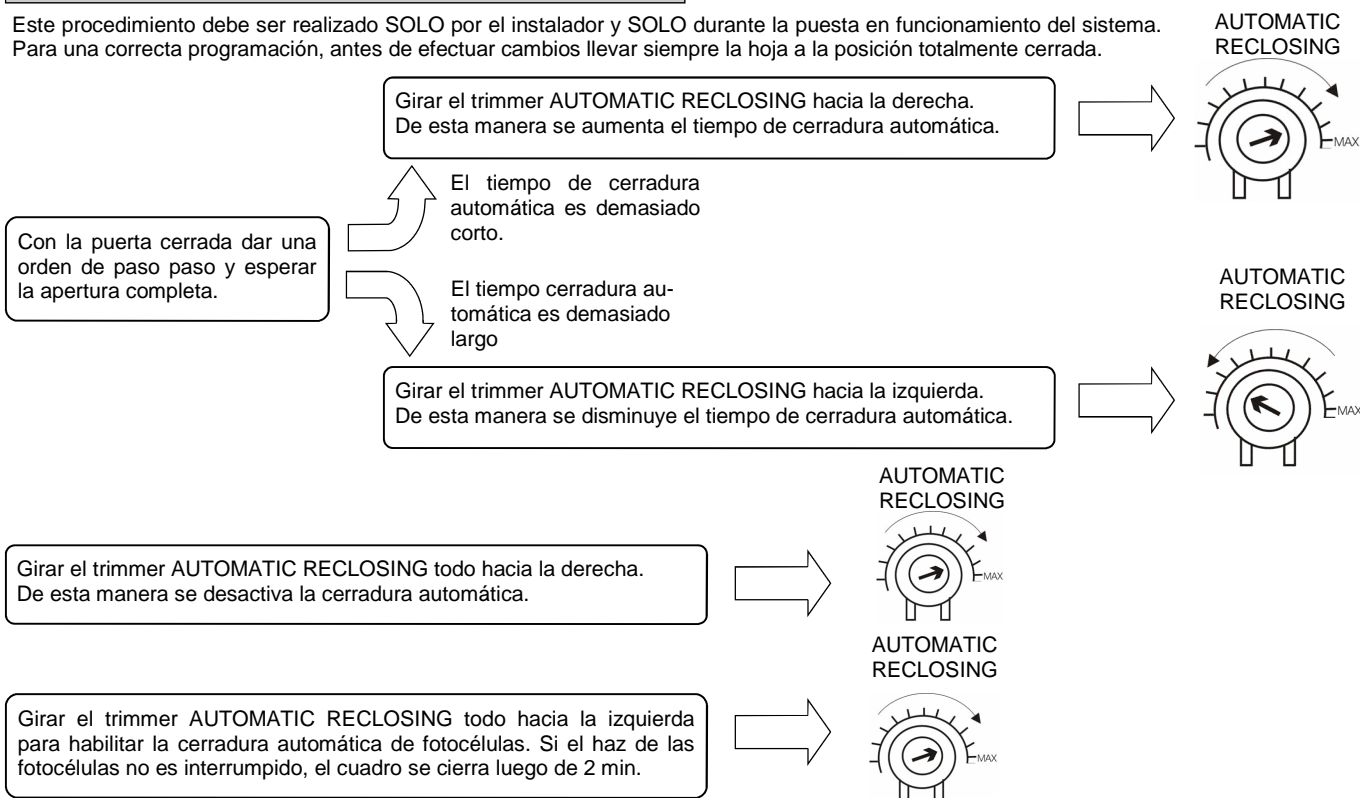 Este procedimiento debe ser realizado SOLO por el instalador y SOLO durante la puesta en funcionamiento del sistema.
Para una correcta programación, antes de efectuar cambios llevar siempre la hoja a la posición totalmente cerrada.
AUTOMATIC
RECLOSING
MAX
Girar el trimmer AUTOMATIC RECLOSING hacia la derecha.
De esta manera se aumenta el tiempo de cerradura automática.
El tiempo de cerradura
automática es demasiado
corto.
Con la puerta cerrada dar una
orden de paso paso y esperar
la apertura completa.
El tiempo cerradura au-
tomática es demasiado
largo
AUTOMATIC
RECLOSING
MAX
Girar el trimmer AUTOMATIC RECLOSING hacia la izquierda.
De esta manera se disminuye el tiempo de cerradura automática.
AUTOMATIC
RECLOSING
MAX
Girar el trimmer AUTOMATIC RECLOSING todo hacia la derecha.
De esta manera se desactiva la cerradura automática.
AUTOMATIC
RECLOSING
MAX
Girar el trimmer AUTOMATIC RECLOSING todo hacia la izquierda
para habilitar la cerradura automática de fotocélulas. Si el haz de las
fotocélulas no es interrumpido, el cuadro se cierra luego de 2 min.